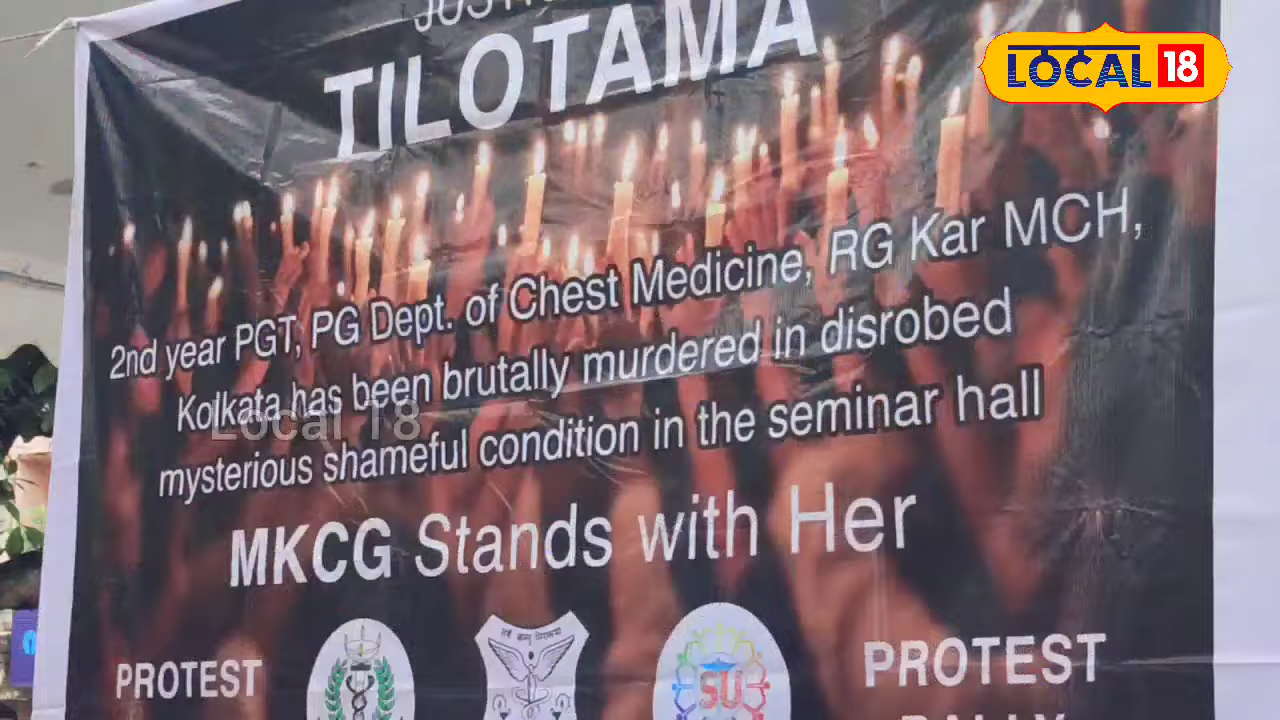 TILOTAMA
LOCAL 18
2nd year PGT, PG Dept. of Chest Medicine, RG Kar MCH,
Kolkata has been brutally murdered in disrobed
mysterious shameful condition in the seminar hall
Local 18
MKCG Stands with Her
PROTEST
SU
PROTEST